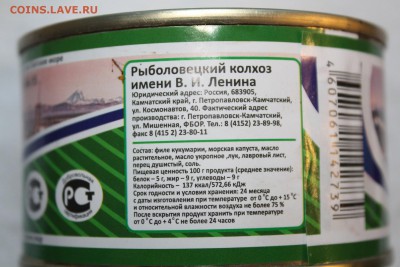 COINS.LAVE.RU
Рыболовецкий колхоз
имени В. И. Ленина
Юридический адрес: Россия, 683905,
Камчатский край, г. Петропавловск-Камчатский,
ул. Космонавтов, 40. Фактический адрес
производства: г. Петропавловск-Камчатский,
ул. Мишенная, ФБОР. Тел.: 8 (4152) 23-89-98,
факс 8 (415 2) 23-80-11
Состав: филе кукумарии, морская капуста, масло
растительное, масло укропное ,лук, лавровый лист,
перец душистый, соль.
Пищевая ценность 100 г продукта (среднее значение):
белок – 5 г, жир – 9 г, углеводы – 9 г
Калорийность – 137 ккал/572,66 кДж
Срок годности и условия хранения: 24 месяца
с даты изготовления при температуре от 0°С до + 15°С
и относительной влажности воздуха не более 75 %
После вскрытия продукт хранить при температуре
от 0°С до + 4°С не более 24 часов
РСТ